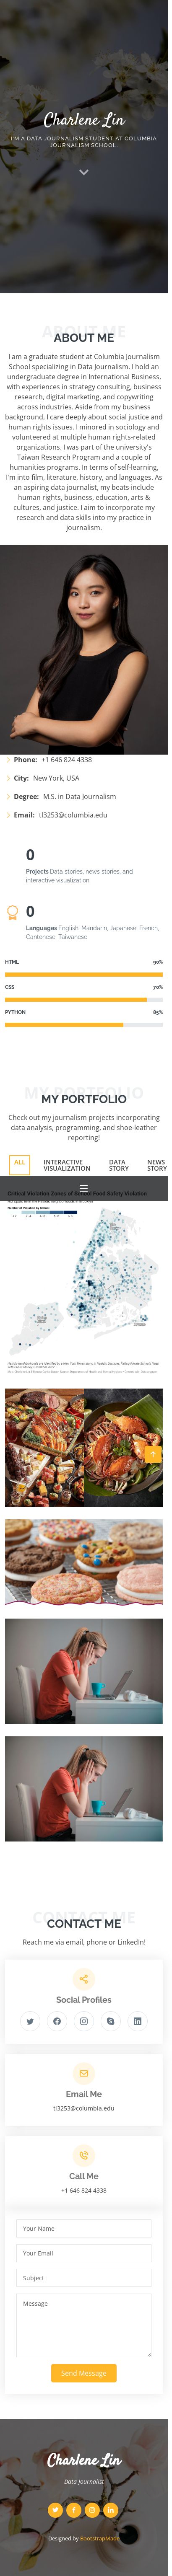 Charlene Lin
I'M A DATA JOURNALISM STUDENT AT COLUMBIA
JOURNALISM SCHOOL.
ABOUT ME
ABOUT ME
I am a graduate student at Columbia Journalism
School specializing in Data Journalism. I hold an
undergraduate degree in International Business,
with experiences in strategy consulting, business
research, digital marketing, and copywriting
across industries. Aside from my business
background, I care deeply about social justice and
human rights issues. I minored in sociology and
volunteered at multiple human rights-related
organizations. I was part of the university's
Taiwan Research Program and a couple of
humanities programs. In terms of self-learning,
I'm into film, literature, history, and languages. As
an aspiring data journalist, my beats include
human rights, business, education, arts &
cultures, and justice. I aim to incorporate my
research and data skills into my practice in
journalism.
Phone: +1 646 824 4338
City: New York, USA
Degree: M.S. in Data Journalism
Email: tl3253@columbia.edu
0
Projects Data stories, news stories, and
interactive visualization
0
Languages English, Mandarin, Japanese, French,
Cantonese, Taiwanese
HTML 90%
CSS 70%
PYTHON 85%
MY PORTFOLIO
MY PORTFOLIO
Check out my journalism projects incorporating
data analysis, programming, and shoe-leather
reporting!
ALL
INTERACTIVE
VISUALIZATION
DATA
STORY
NEWS
STORY
Number of Violation by School
CONTACT ME
CONTACT ME
Reach me via email, phone or LinkedIn!
Social Profiles
Email Me
tl3253@columbia.edu
Call Me
+1 646 824 4338
Your Name
Your Email
Subject
Message
Send Message
Charlene Lin
Data Journalist
Designed by BootstrapMade